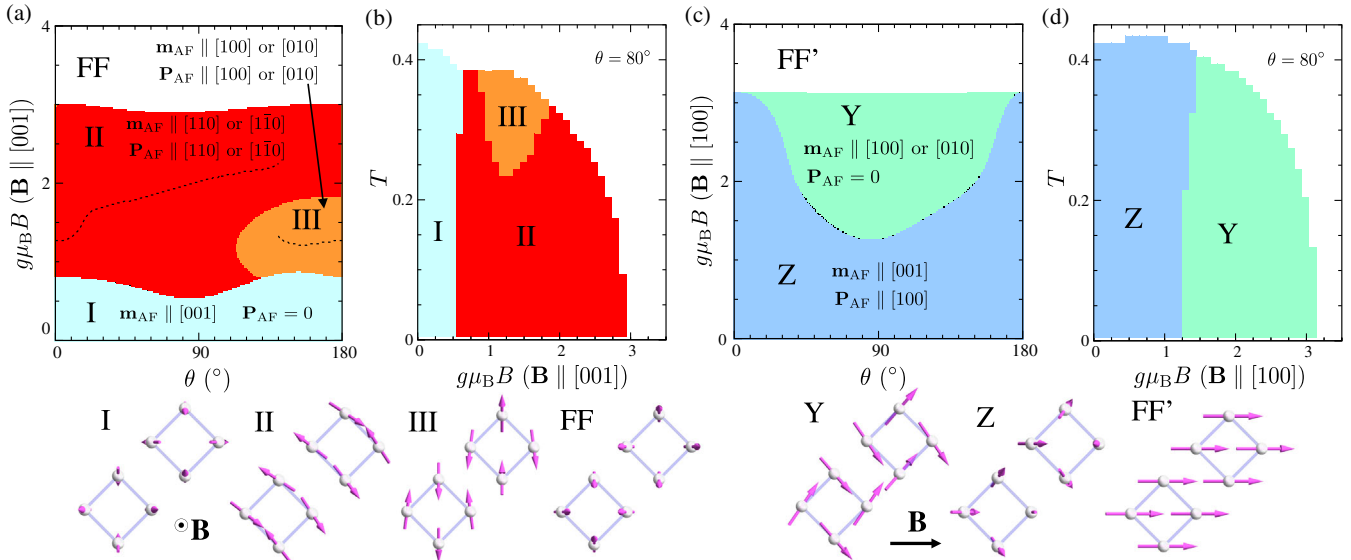 (a)
4
FF
m_AF ∥ [100] or [010]
P_AF ∥ [100] or [010]
II
m_AF ∥ [110] or [11̄0]
P_AF ∥ [110] or [11̄0]
2
III
I
m_AF ∥ [001] P_AF = 0
0
0 90 180
θ (°)
gμ_B B (B ∥ [001])
(b)
θ = 80°
0.4
III
T
0.2
I
II
0
0 1 2 3
gμ_B B (B ∥ [001])
(c)
4
FF'
Y
m_AF ∥ [100] or [010]
P_AF = 0
2
Z
m_AF ∥ [001]
P_AF ∥ [100]
0
0 90 180
θ (°)
gμ_B B (B ∥ [100])
(d)
θ = 80°
0.4
T
0.2
Z
Y
0
0 1 2 3
gμ_B B (B ∥ [100])
I
II
III
FF
⊙B
Y
Z
FF'
B